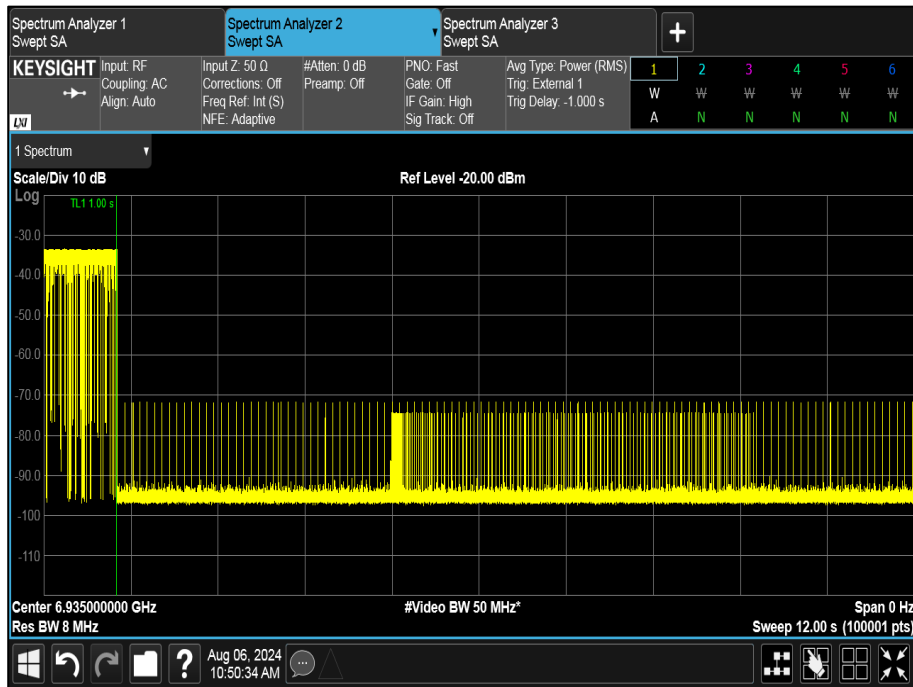 Spectrum Analyzer 1
Swept SA
Spectrum Analyzer 2
Swept SA
Spectrum Analyzer 3
Swept SA
+
KEYSIGHT
LXI
Input: RF
Coupling: AC
Align: Auto
Input Z: 50 Ω
Corrections: Off
Freq Ref: Int (S)
NFE: Adaptive
#Atten: 0 dB
Preamp: Off
PNO: Fast
Gate: Off
IF Gain: High
Sig Track: Off
Avg Type: Power (RMS)
Trig: External 1
Trig Delay: -1.000 s
1 2 3 4 5 6
W W W W W W
A N N N N N
1 Spectrum
Scale/Div 10 dB
Ref Level -20.00 dBm
Log
TL1 1.00 s
-30.0
-40.0
-50.0
-60.0
-70.0
-80.0
-90.0
-100
-110
Center 6.935000000 GHz
#Video BW 50 MHz*
Span 0 Hz
Res BW 8 MHz
Sweep 12.00 s (100001 pts)
?
Aug 06, 2024
10:50:34 AM